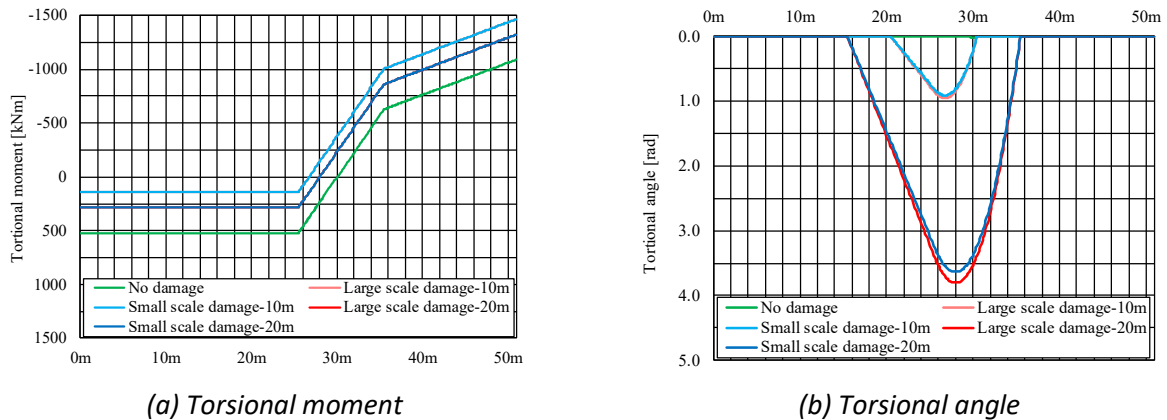 -1500
-1000
-500
0
500
1000
1500
Tortional moment [kNm]
No damage
Large scale damage-10m
Small scale damage-10m
Large scale damage-20m
Small scale damage-20m
0m 10m 20m 30m 40m 50m
(a) Torsional moment
0m 10m 20m 30m 40m 50m
0.0
1.0
2.0
3.0
4.0
5.0
Tortional angle [rad]
No damage
Large scale damage-10m
Small scale damage-10m
Large scale damage-20m
Small scale damage-20m
(b) Torsional angle